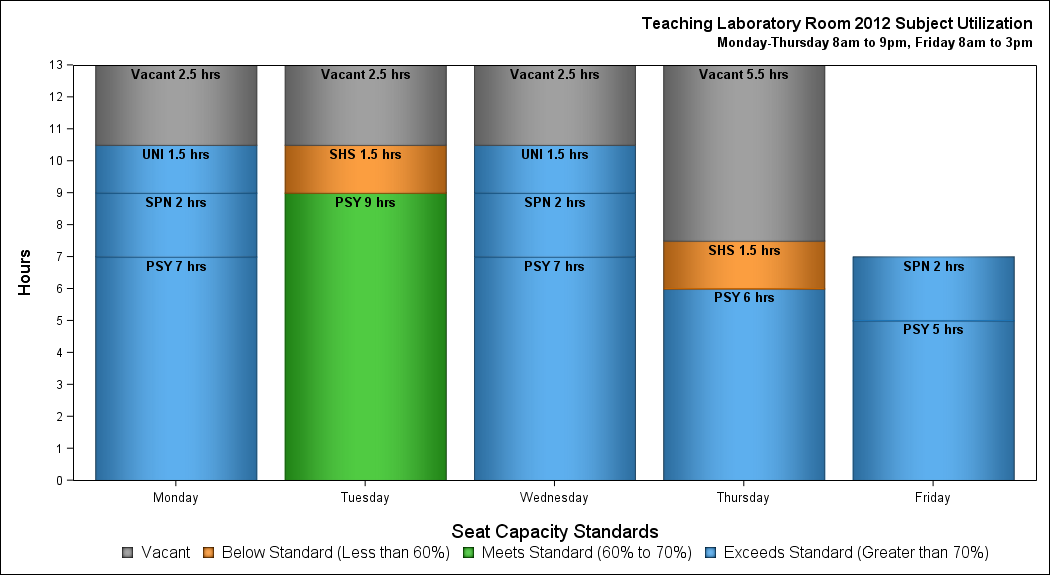 Teaching Laboratory Room 2012 Subject Utilization
Monday-Thursday 8am to 9pm, Friday 8am to 3pm
Hours
13
12
11
10
9
8
7
6
5
4
3
2
1
0
Vacant 2.5 hrs
UNI 1.5 hrs
SPN 2 hrs
PSY 7 hrs
Vacant 2.5 hrs
SHS 1.5 hrs
PSY 9 hrs
Vacant 2.5 hrs
UNI 1.5 hrs
SPN 2 hrs
PSY 7 hrs
Vacant 5.5 hrs
SHS 1.5 hrs
PSY 6 hrs
SPN 2 hrs
PSY 5 hrs
Monday Tuesday Wednesday Thursday Friday
Seat Capacity Standards
Vacant Below Standard (Less than 60%) Meets Standard (60% to 70%) Exceeds Standard (Greater than 70%)